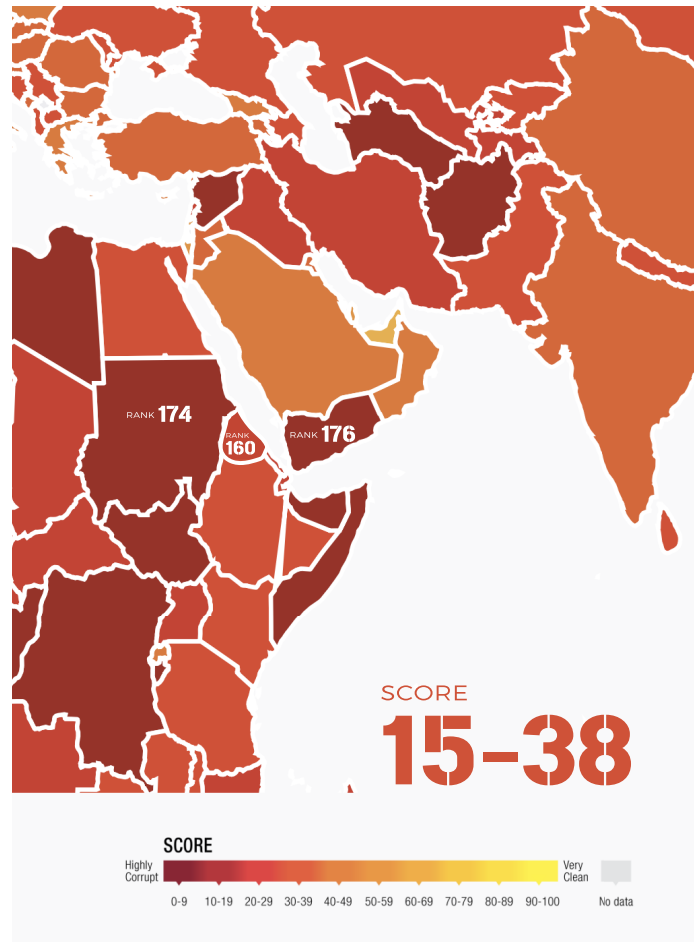 RANK 174
RANK
160
RANK 176
SCORE
15–38
SCORE
Highly
Corrupt
Very
Clean
0-9 10-19 20-29 30-39 40-49 50-59 60-69 70-79 80-89 90-100 No data